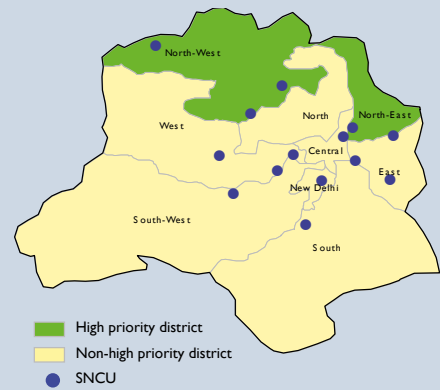 North-West
North
North-East
West
Central
East
New Delhi
South-West
South
High priority district
Non-high priority district
SNCU